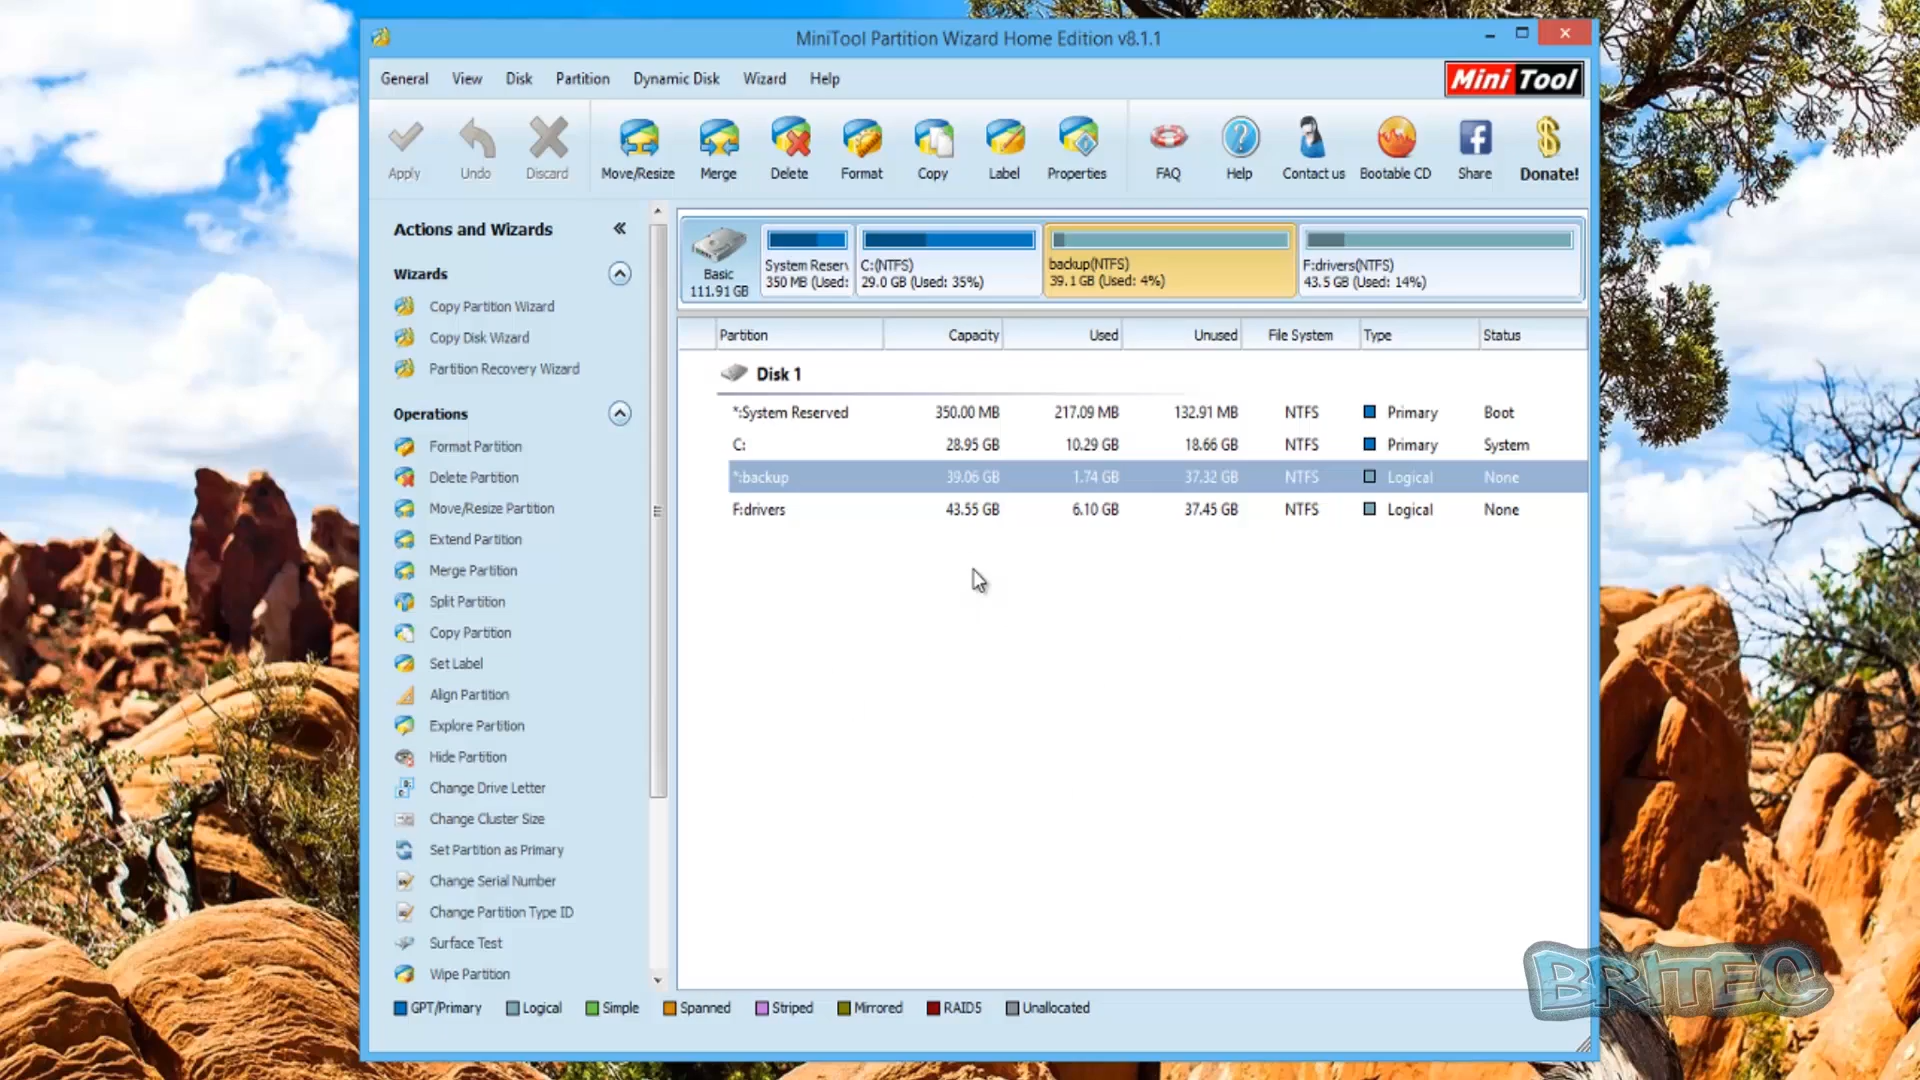 MiniTool Partition Wizard Home Edition v8.1.1
General View Disk Partition Dynamic Disk Wizard Help
Mini Tool
Apply Undo Discard Move/Resize Merge Delete Format Copy Label Properties FAQ Help Contact us Bootable CD Share Donate!
Actions and Wizards
Wizards
Copy Partition Wizard
Copy Disk Wizard
Partition Recovery Wizard
Operations
Format Partition
Delete Partition
Move/Resize Partition
Extend Partition
Merge Partition
Split Partition
Copy Partition
Set Label
Align Partition
Explore Partition
Hide Partition
Change Drive Letter
Change Cluster Size
Set Partition as Primary
Change Serial Number
Change Partition Type ID
Surface Test
Wipe Partition
Basic
111.91 GB
System Reserv
350 MB (Used:
C:(NTFS)
29.0 GB (Used: 35%)
backup(NTFS)
39.1 GB (Used: 4%)
F:drivers(NTFS)
43.5 GB (Used: 14%)
Partition Capacity Used Unused File System Type Status
Disk 1
*:System Reserved 350.00 MB 217.09 MB 132.91 MB NTFS Primary Boot
C: 28.95 GB 10.29 GB 18.66 GB NTFS Primary System
*:backup 39.06 GB 1.74 GB 37.32 GB NTFS Logical None
F:drivers 43.55 GB 6.10 GB 37.45 GB NTFS Logical None
GPT/Primary Logical Simple Spanned Striped Mirrored RAID5 Unallocated
BRITEC